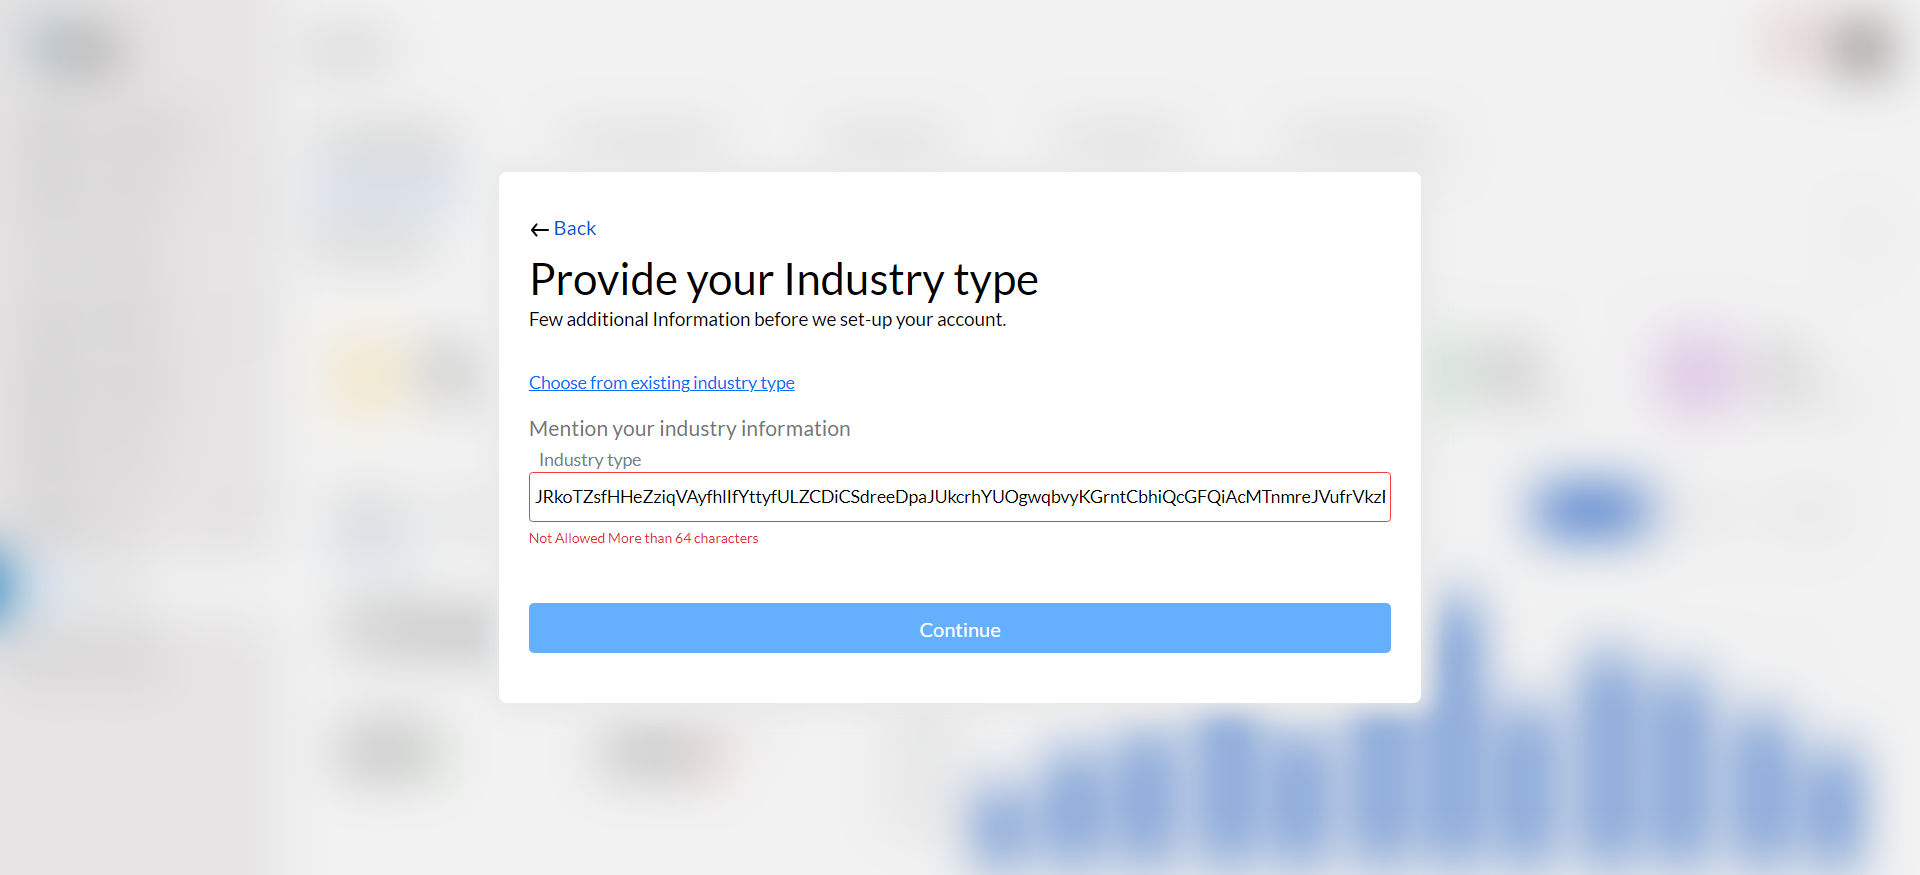 Back
Provide your Industry type
Few additional Information before we set-up your account.
Choose from existing industry type
Mention your industry information
Industry type
JRkoTZsfHHeZziqVAyfhlIfYttyfULZCDiCSdreeDpaJUkcrhYUOgwqbvyKGrntCbhiQcGFQiAcMTnmreJVufrVkzI
Not Allowed More than 64 characters
Continue